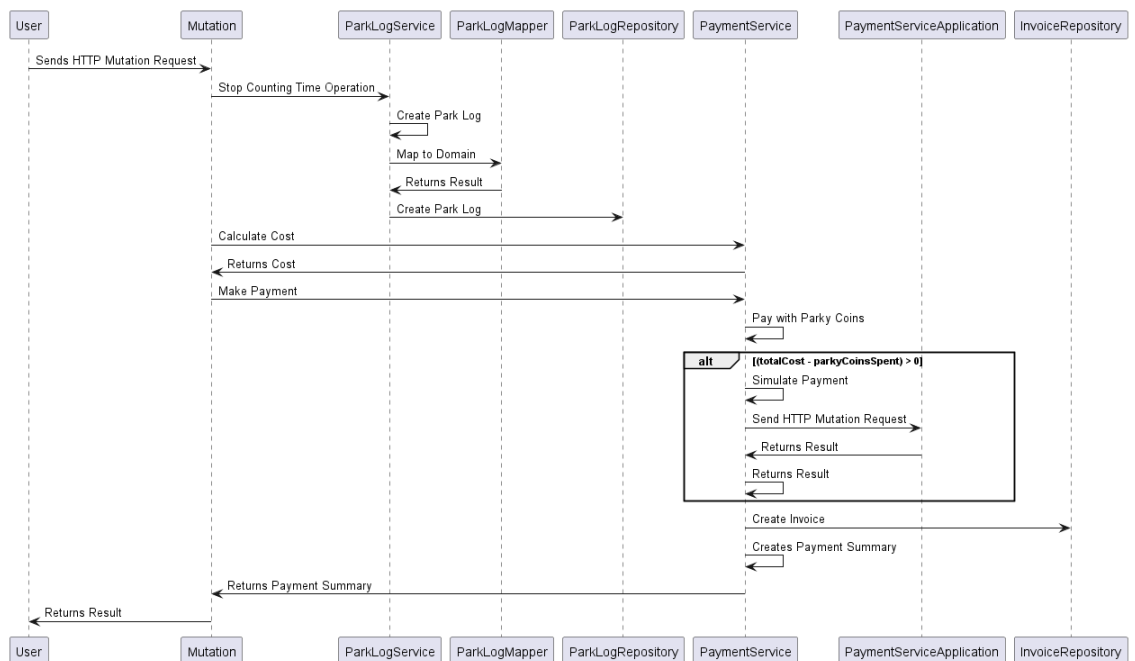 User Mutation ParkLogService ParkLogMapper ParkLogRepository PaymentService PaymentServiceApplication InvoiceRepository
Sends HTTP Mutation Request
Stop Counting Time Operation
Create Park Log
Map to Domain
Returns Result
Create Park Log
Calculate Cost
Returns Cost
Make Payment
Pay with Parky Coins
alt [(totalCost - parkyCoinsSpent) > 0]
Simulate Payment
Send HTTP Mutation Request
Returns Result
Returns Result
Create Invoice
Creates Payment Summary
Returns Payment Summary
Returns Result
User Mutation ParkLogService ParkLogMapper ParkLogRepository PaymentService PaymentServiceApplication InvoiceRepository